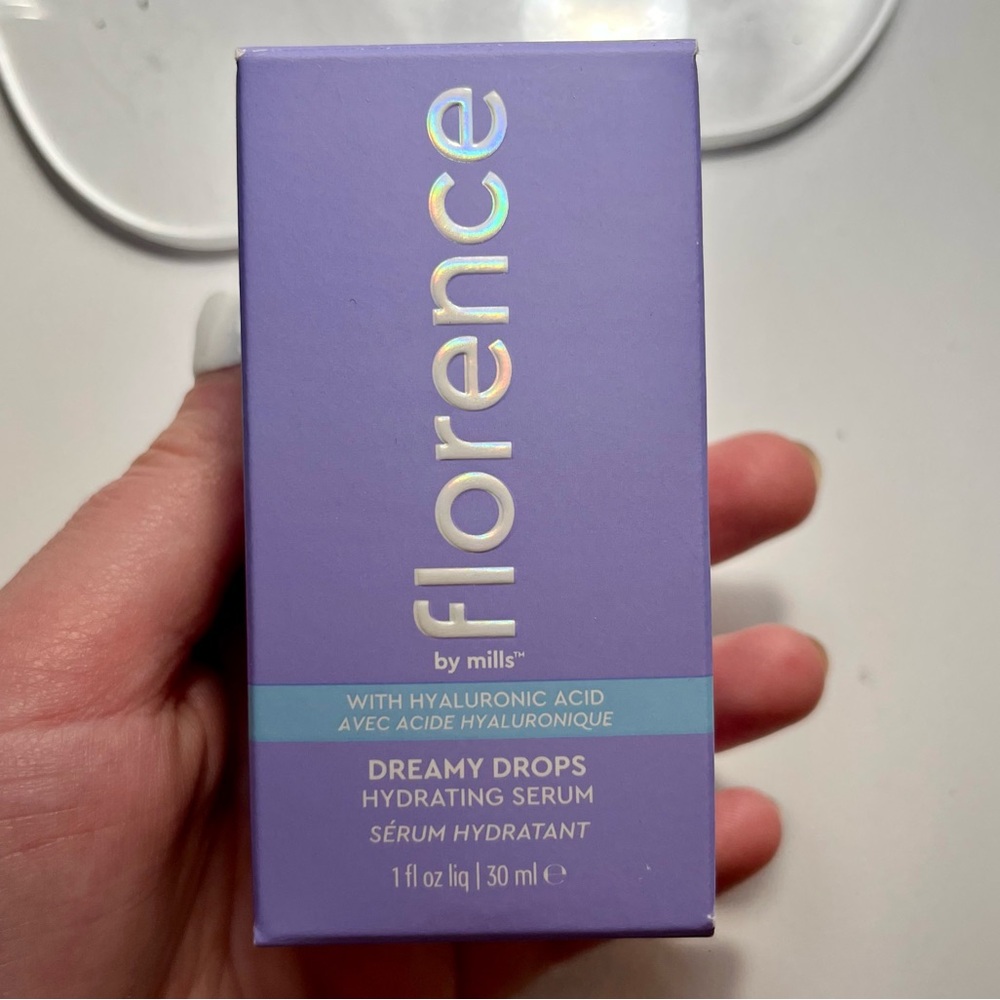 florence
by mills™
WITH HYALURONIC ACID
AVEC ACIDE HYALURONIQUE
DREAMY DROPS
HYDRATING SERUM
SÉRUM HYDRATANT
1 fl oz liq | 30 ml ℮